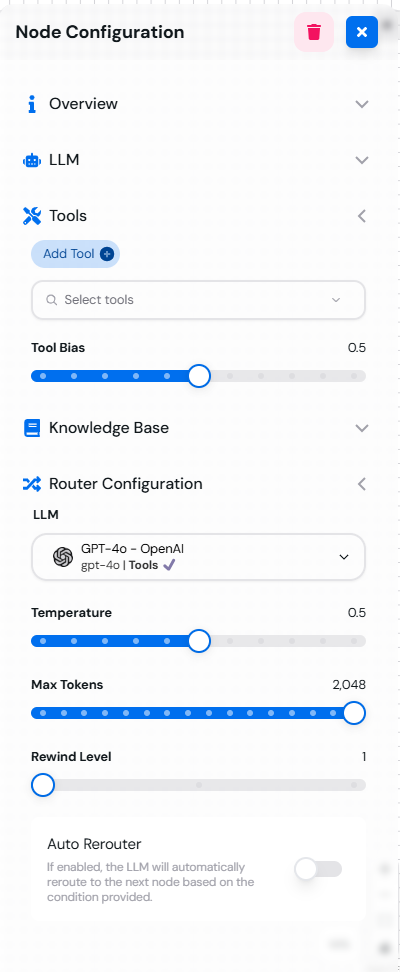 Node Configuration
Overview
LLM
Tools
Add Tool
Select tools
Tool Bias 0.5
Knowledge Base
Router Configuration
LLM
GPT-4o - OpenAI
gpt-4o | Tools
Temperature 0.5
Max Tokens 2,048
Rewind Level 1
Auto Rerouter
If enabled, the LLM will automatically
reroute to the next node based on the
condition provided.